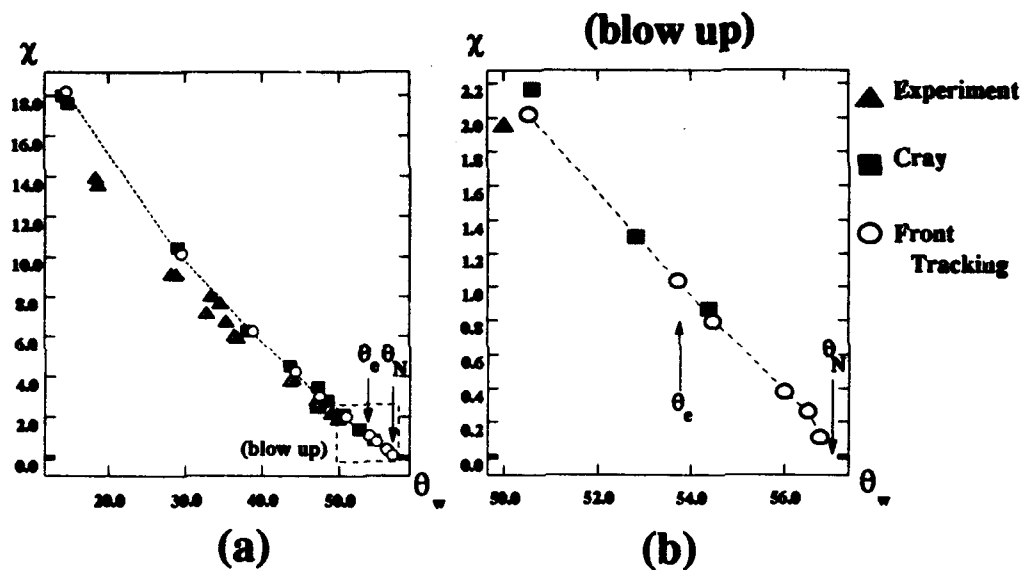 (blow up)
χ
18.0
16.0
14.0
12.0
10.0
8.0
6.0
4.0
2.0
0.0
θe θN
(blow up)
20.0 30.0 40.0 50.0
θw
(a)
χ
2.2
2.0
1.8
1.6
1.4
1.2
1.0
0.8
0.6
0.4
0.2
0.0
θe
θN
50.0 52.0 54.0 56.0
θw
(b)
Experiment
Cray
Front
Tracking